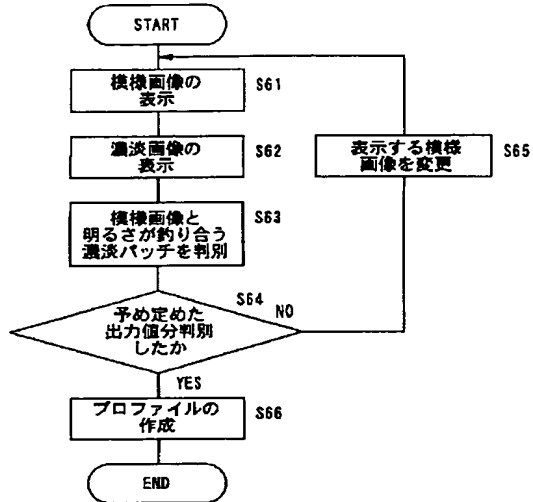 START
模様画像の
表示
S61
濃淡画像の
表示
S62
模様画像と
明るさが釣り合う
濃淡パッチを判別
S63
予め定めた
出力値分判別
したか
S64
NO
表示する模様
画像を変更
S65
YES
プロファイルの
作成
S66
END